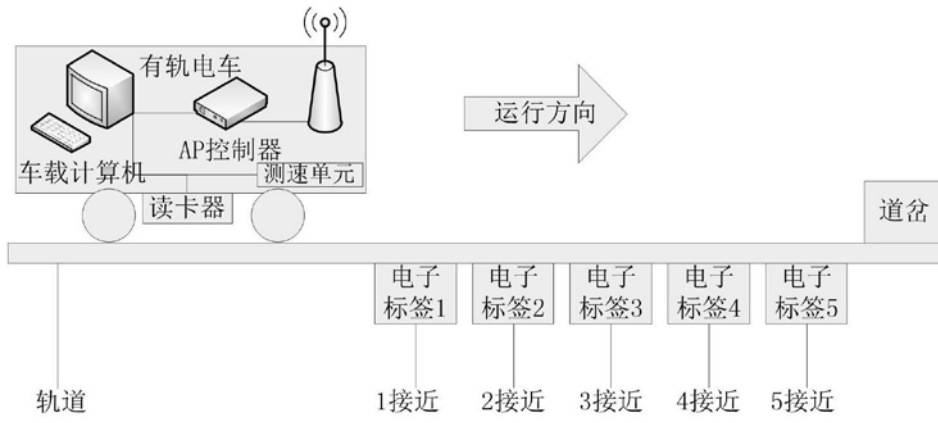 有轨电车
运行方向
AP控制器
车载计算机
测速单元
读卡器
道岔
电子
标签1
电子
标签2
电子
标签3
电子
标签4
电子
标签5
轨道
1接近
2接近
3接近
4接近
5接近